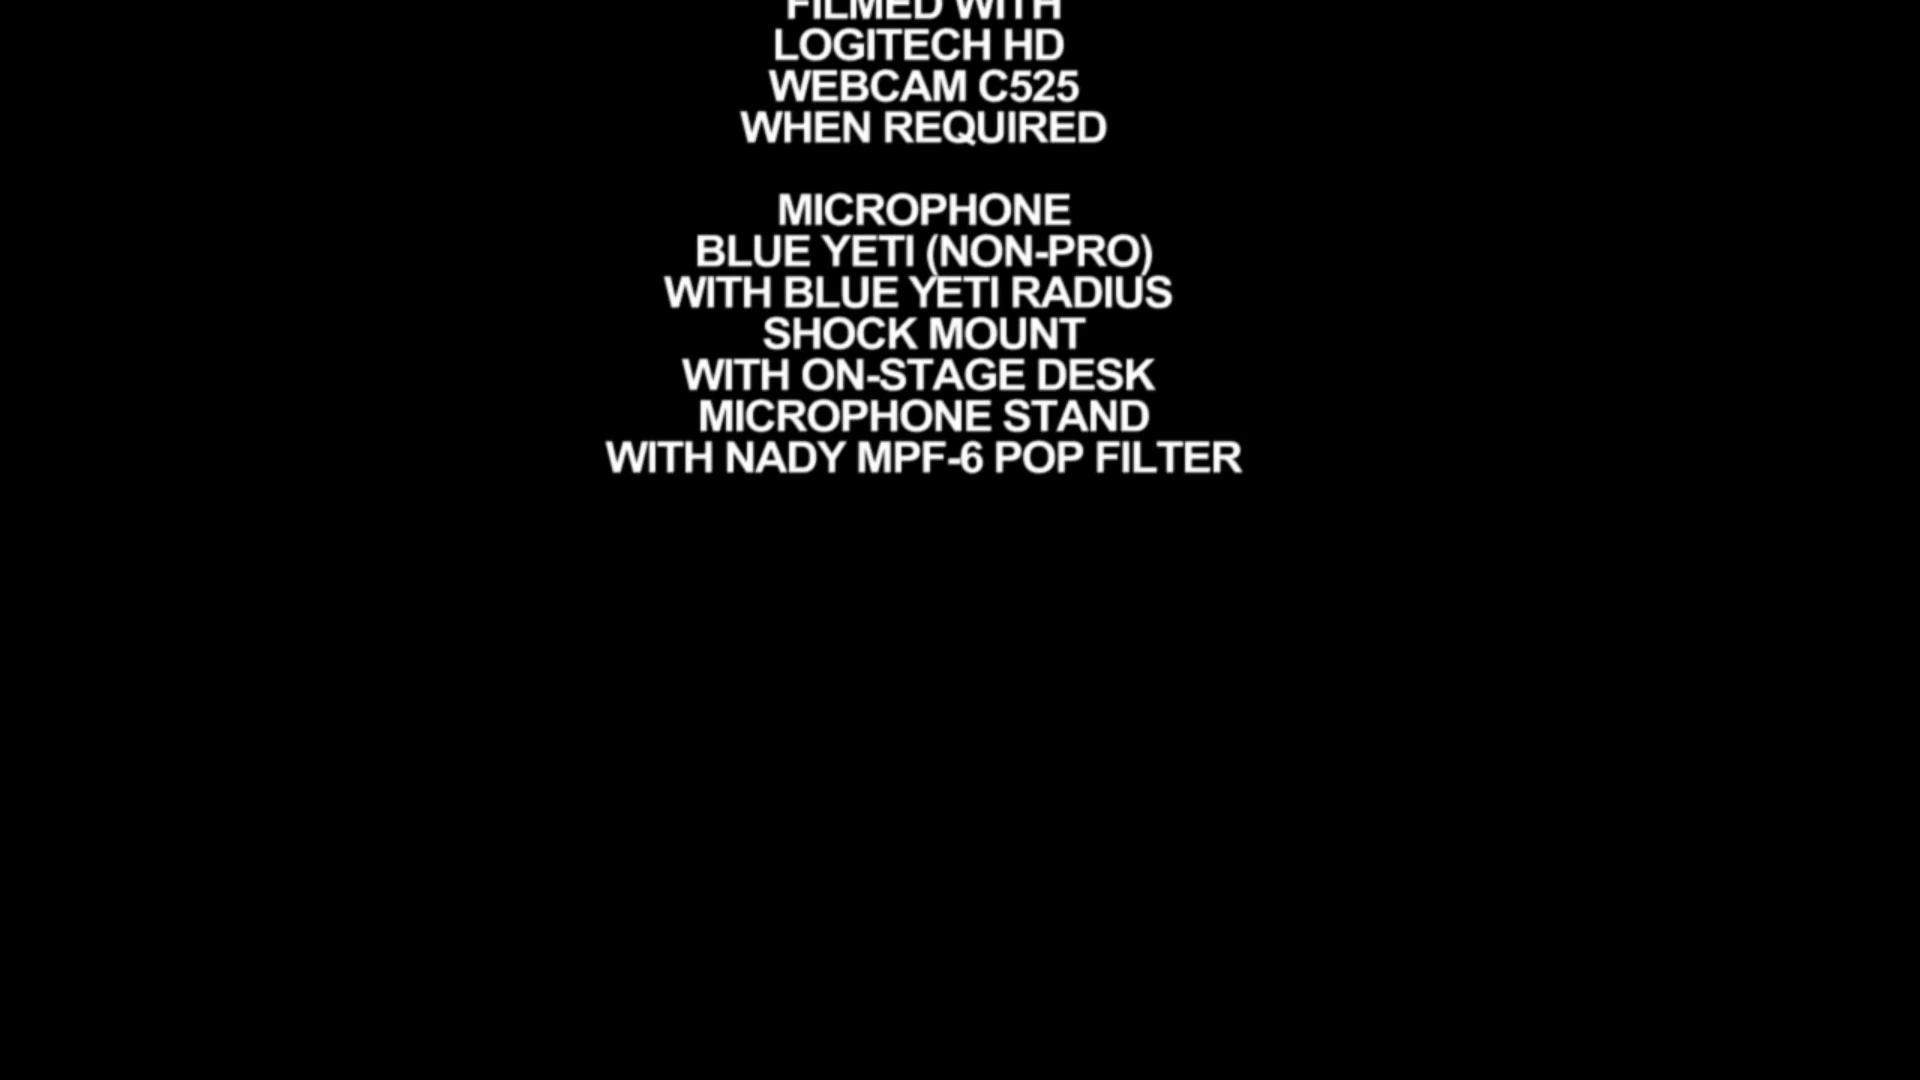 FILMED WITH
LOGITECH HD
WEBCAM C525
WHEN REQUIRED
MICROPHONE
BLUE YETI (NON-PRO)
WITH BLUE YETI RADIUS
SHOCK MOUNT
WITH ON-STAGE DESK
MICROPHONE STAND
WITH NADY MPF-6 POP FILTER